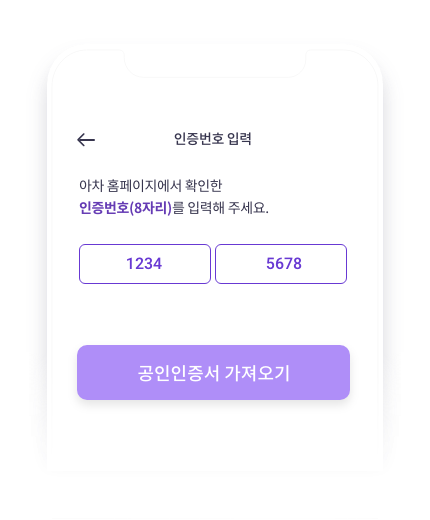 인증번호 입력
아차 홈페이지에서 확인한
인증번호(8자리)를 입력해 주세요.
1234 5678
공인인증서 가져오기